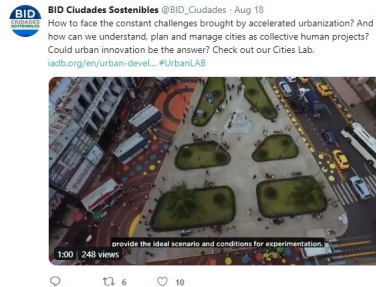 BID Ciudades Sostenibles @BID_Ciudades · Aug 18
BID
CIUDADES
SOSTENIBLES
How to face the constant challenges brought by accelerated urbanization? And
how can we understand, plan and manage cities as collective human projects?
Could urban innovation be the answer? Check out our Cities Lab.
iadb.org/en/urban-devel... #UrbanLAB
provide the ideal scenario and conditions for experimentation.
1:00 248 views
6 10